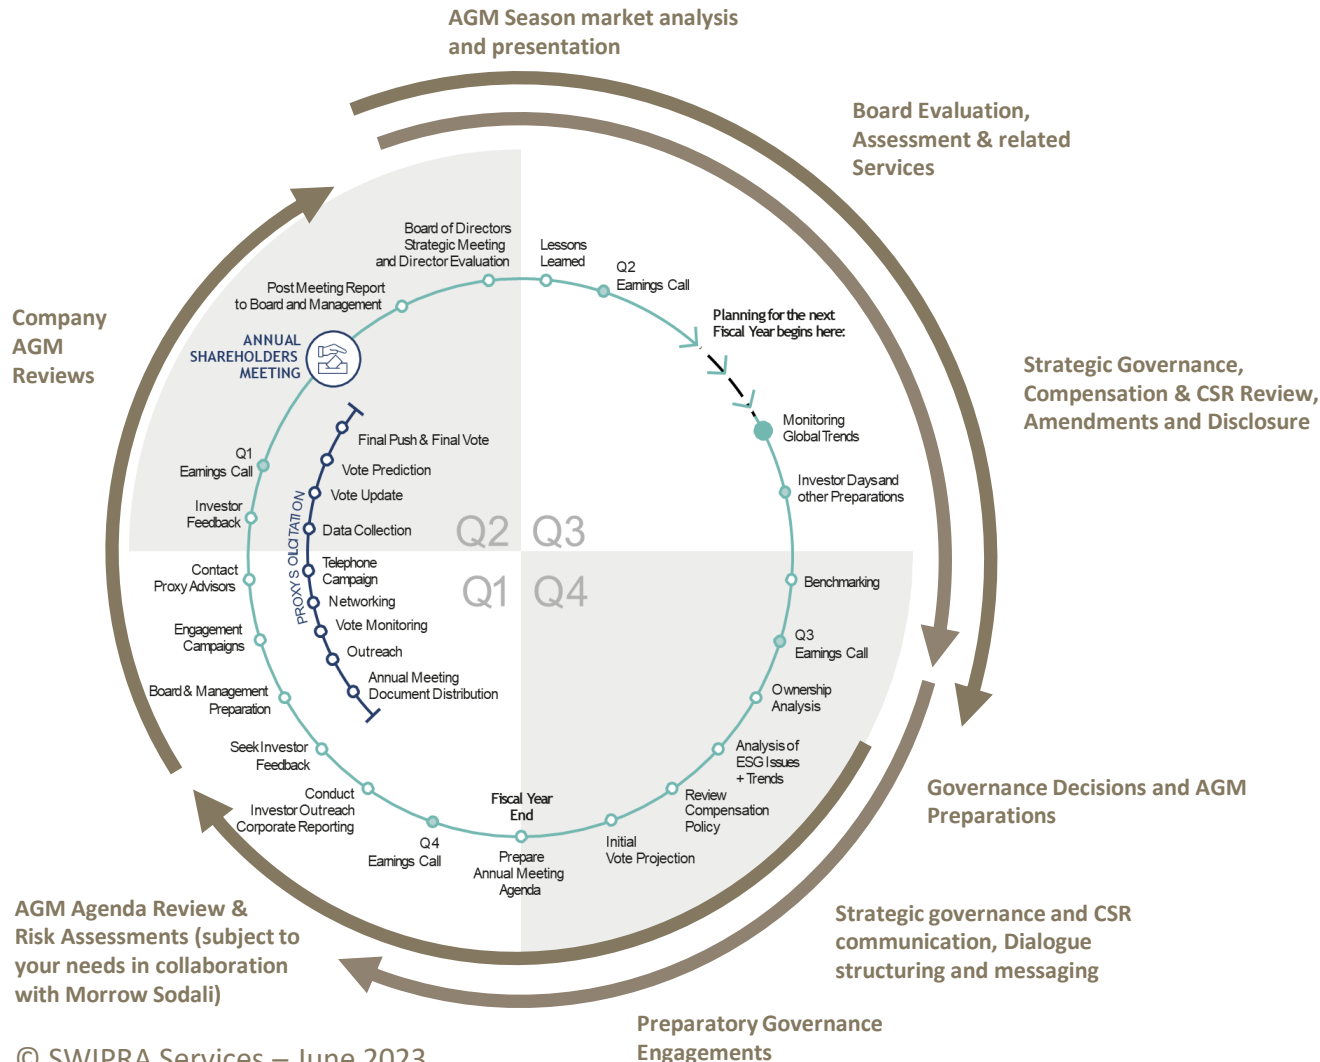 AGM Season market analysis
and presentation
Board Evaluation,
Assessment & related
Services
Strategic Governance,
Compensation & CSR Review,
Amendments and Disclosure
Company
AGM
Reviews
Board of Directors
Strategic Meeting
and Director Evaluation
Lessons
Learned
Q2
Earnings Call
Post Meeting Report
to Board and Management
Planning for the next
Fiscal Year begins here:
ANNUAL
SHAREHOLDERS
MEETING
Monitoring
Global Trends
Investor Days and
other Preparations
Benchmarking
Q3
Earnings Call
Ownership
Analysis
Analysis of
ESG Issues
+ Trends
Review
Compensation
Policy
Initial
Vote Projection
Fiscal Year
End
Prepare
Annual Meeting
Agenda
Q4
Earnings Call
Conduct
Investor Outreach
Corporate Reporting
Seek Investor
Feedback
Board & Management
Preparation
Engagement
Campaigns
Contact
Proxy Advisors
Investor
Feedback
Q1
Earnings Call
PROXY SOLICITATION
Final Push & Final Vote
Vote Prediction
Vote Update
Data Collection
Telephone
Campaign
Networking
Vote Monitoring
Outreach
Annual Meeting
Document Distribution
Q2 Q3
Q1 Q4
Governance Decisions and AGM
Preparations
Strategic governance and CSR
communication, Dialogue
structuring and messaging
Preparatory Governance
Engagements
AGM Agenda Review &
Risk Assessments (subject to
your needs in collaboration
with Morrow Sodali)
© SWIPRA Services – June 2023